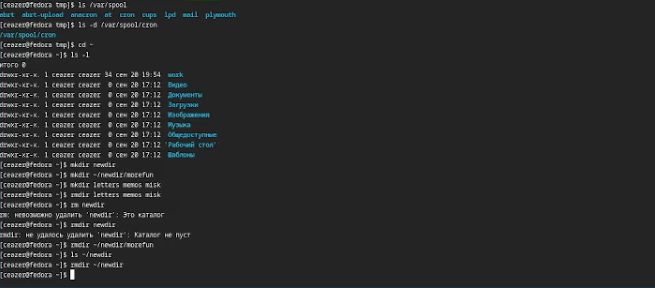 [ceazer@fedora tmp]$ ls /var/spool
abrt abrt-upload anacron at cron cups lpd mail plymouth
[ceazer@fedora tmp]$ ls -d /var/spool/cron
/var/spool/cron
[ceazer@fedora tmp]$ cd ~
[ceazer@fedora ~]$ ls -l
итого 0
drwxr-xr-x. 1 ceazer ceazer 34 сен 20 19:54 work
drwxr-xr-x. 1 ceazer ceazer 0 сен 20 17:12 Видео
drwxr-xr-x. 1 ceazer ceazer 0 сен 20 17:12 Документы
drwxr-xr-x. 1 ceazer ceazer 0 сен 20 17:12 Загрузки
drwxr-xr-x. 1 ceazer ceazer 0 сен 20 17:12 Изображения
drwxr-xr-x. 1 ceazer ceazer 0 сен 20 17:12 Музыка
drwxr-xr-x. 1 ceazer ceazer 0 сен 20 17:12 Общедоступные
drwxr-xr-x. 1 ceazer ceazer 0 сен 20 17:12 'Рабочий стол'
drwxr-xr-x. 1 ceazer ceazer 0 сен 20 17:12 Шаблоны
[ceazer@fedora ~]$ mkdir newdir
[ceazer@fedora ~]$ mkdir ~/newdir/morefun
[ceazer@fedora ~]$ mkdir letters memos misk
[ceazer@fedora ~]$ rmdir letters memos misk
[ceazer@fedora ~]$ rm newdir
rm: невозможно удалить 'newdir': Это каталог
[ceazer@fedora ~]$ rmdir newdir
rmdir: не удалось удалить 'newdir': Каталог не пуст
[ceazer@fedora ~]$ rmdir ~/newdir/morefun
[ceazer@fedora ~]$ ls ~/newdir
[ceazer@fedora ~]$ rmdir ~/newdir
[ceazer@fedora ~]$